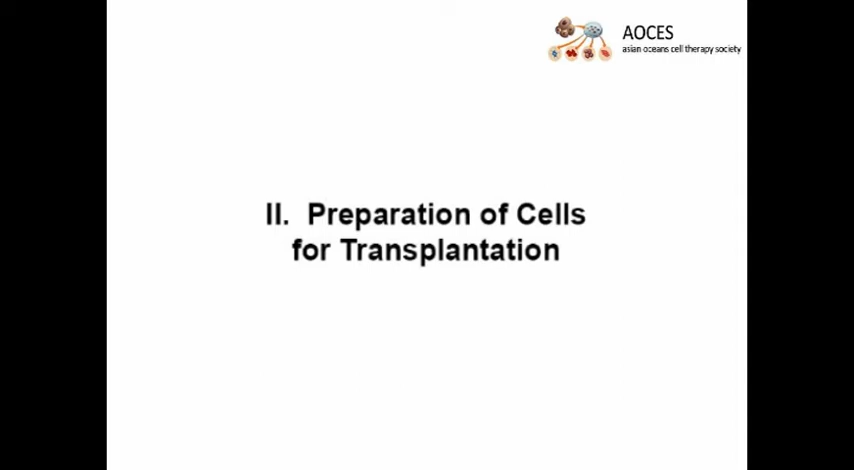 AOCES
asian oceans cell therapy society
II. Preparation of Cells
for Transplantation